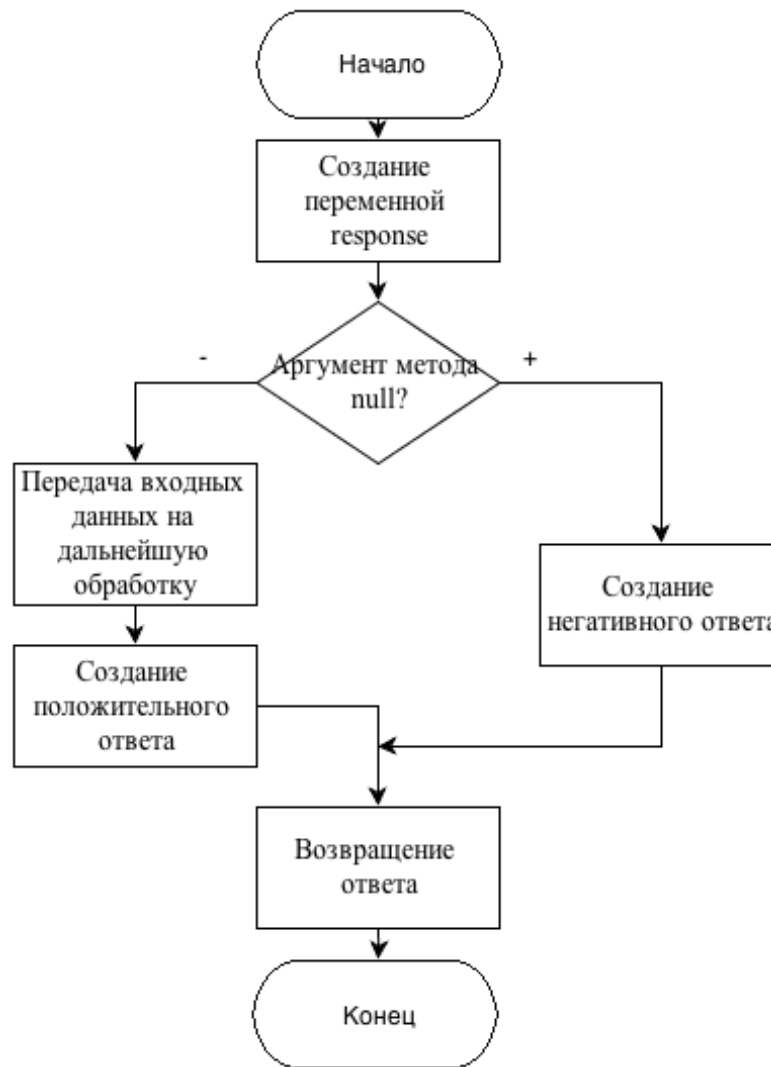 Начало
Создание
переменной
response
-
Аргумент метода
null?
+
Передача входных
данных на
дальнейшую
обработку
Создание
негативного ответа
Создание
положительного
ответа
Возвращение
ответа
Конец